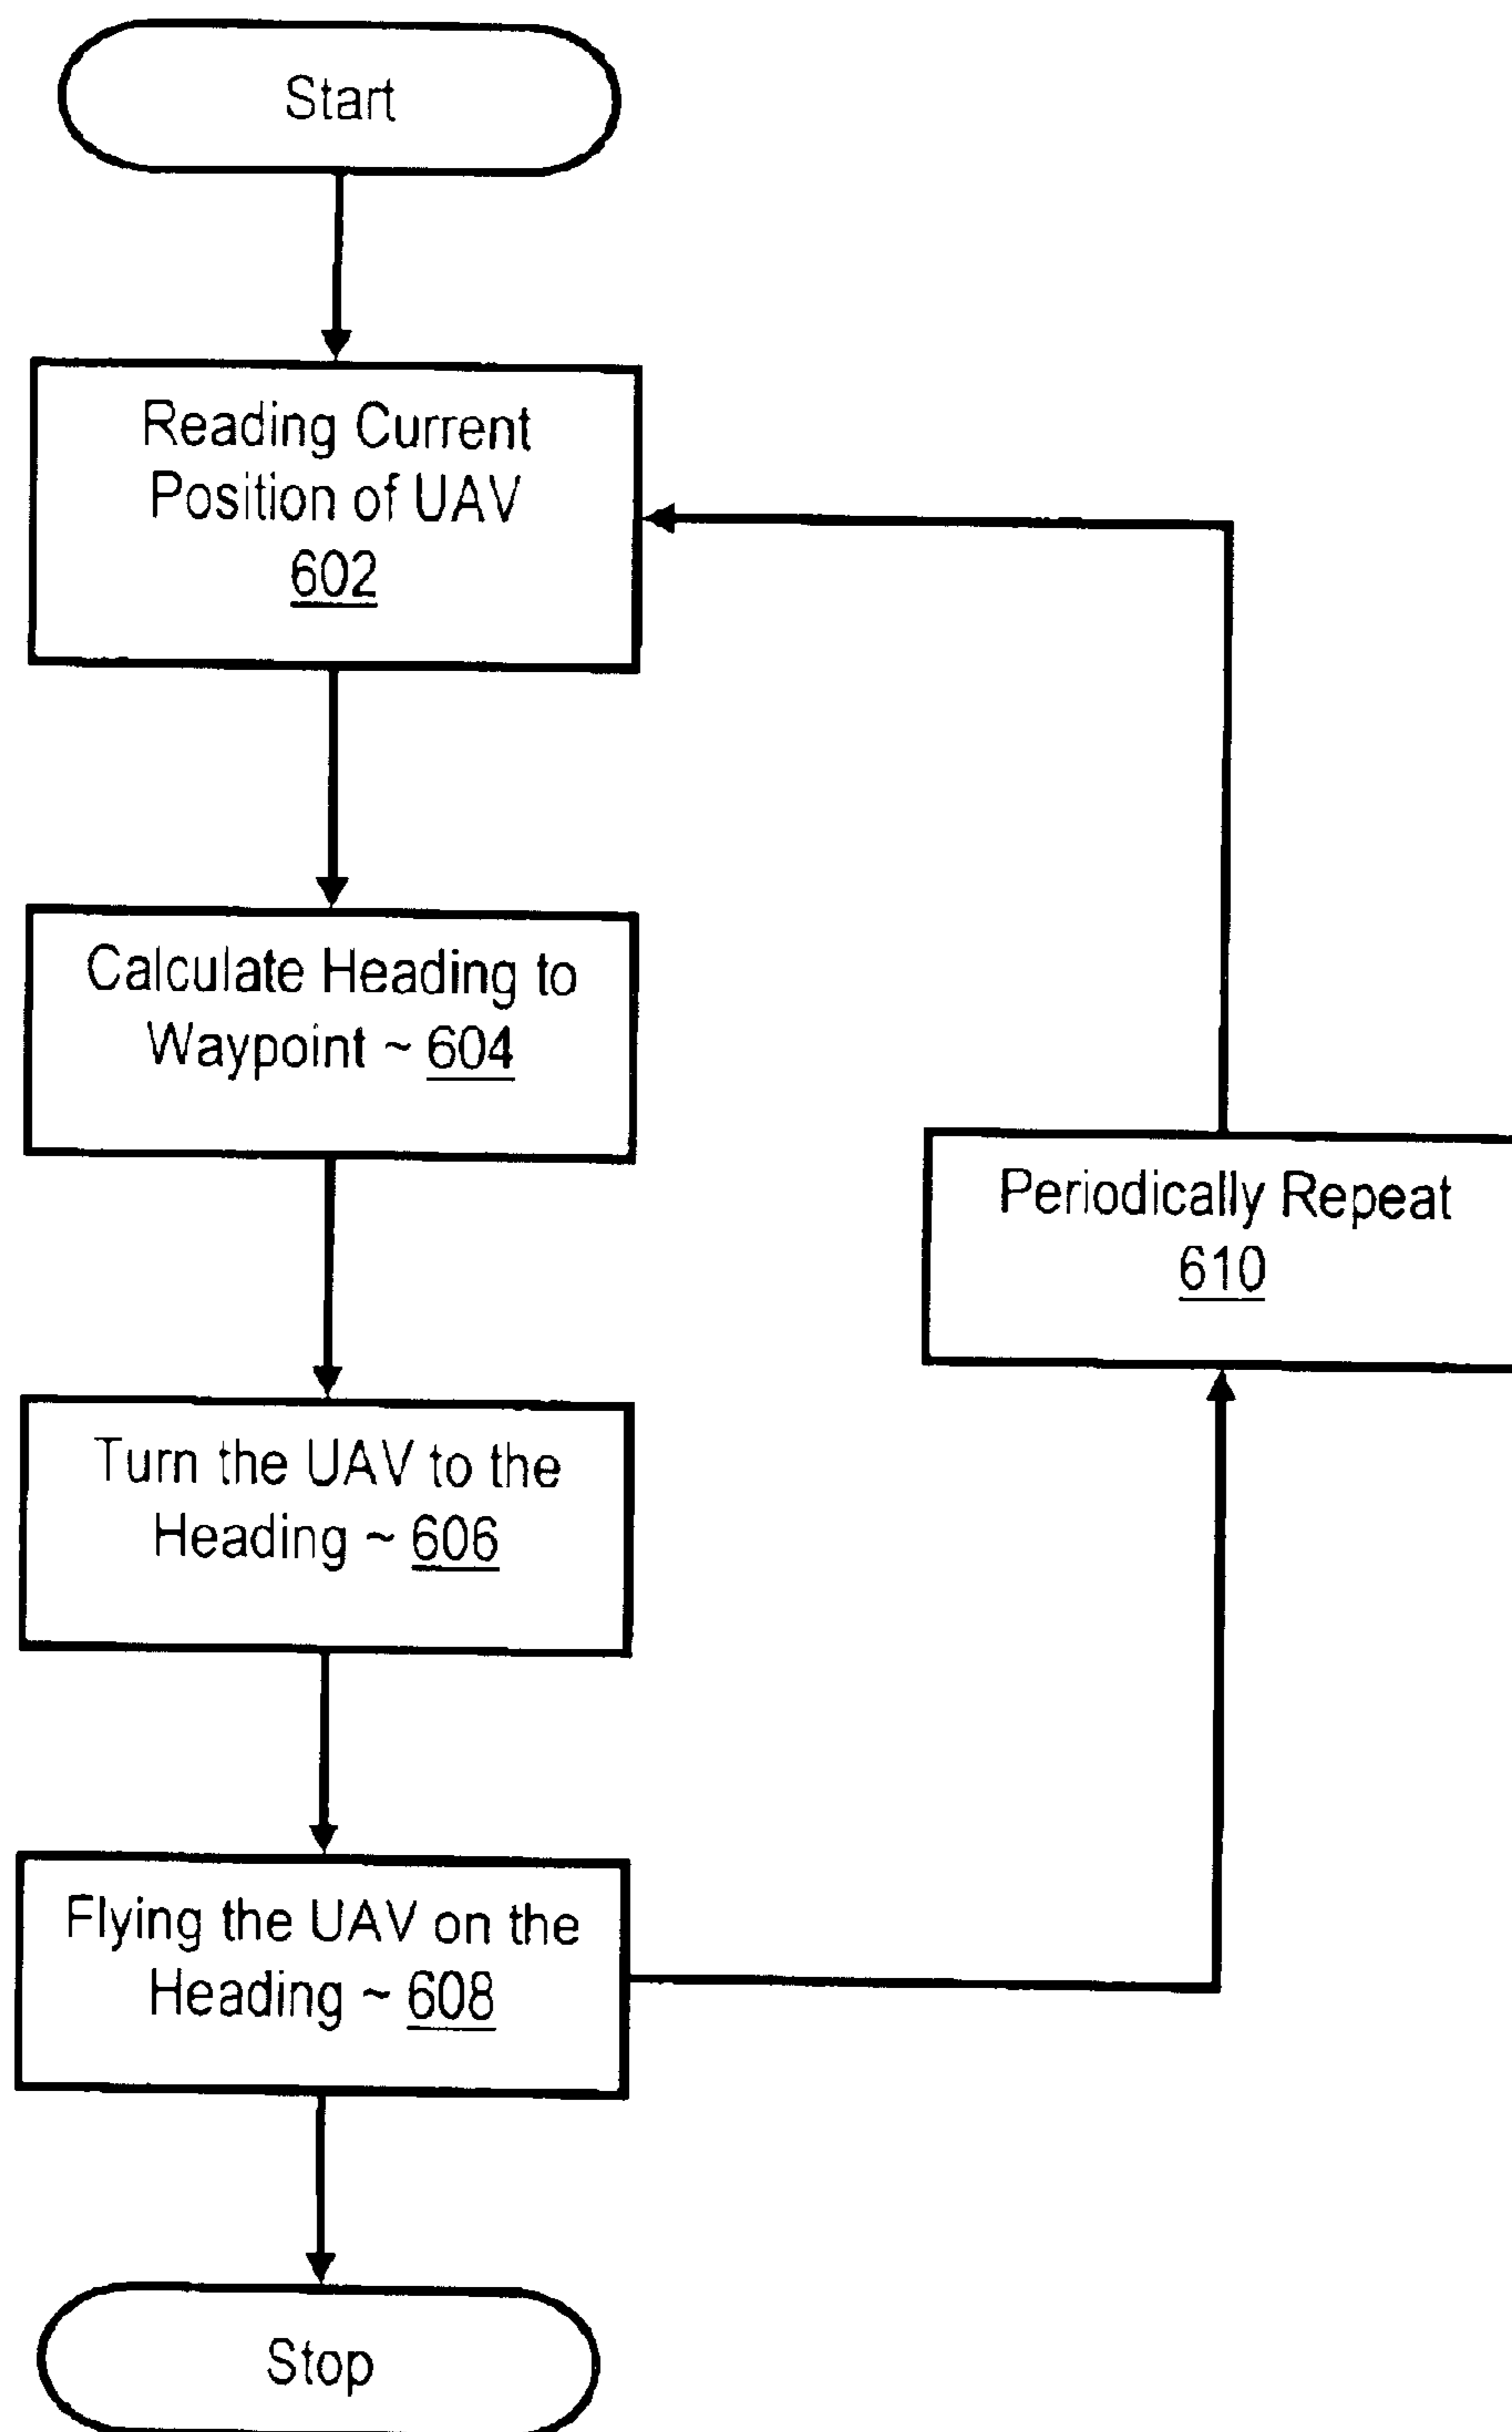 Start
Reading Current
Position of UAV
602
Calculate Heading to
Waypoint ~ 604
Periodically Repeat
610
Turn the UAV to the
Heading ~ 606
Flying the UAV on the
Heading ~ 608
Stop